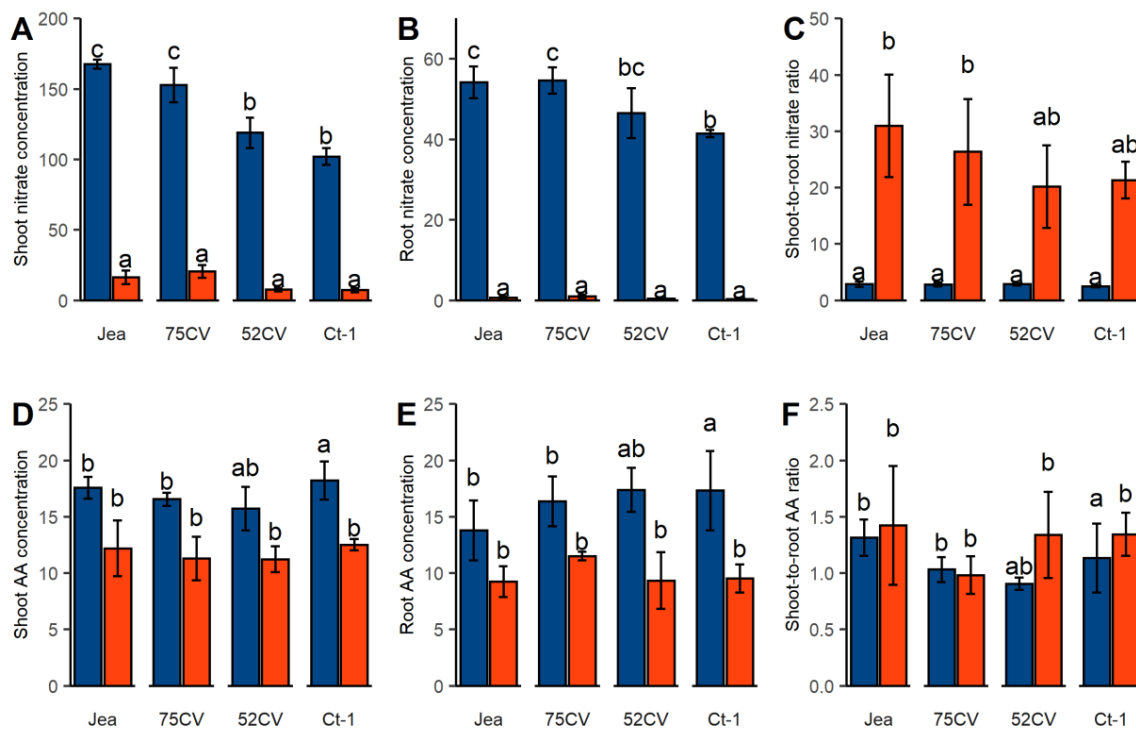 A
Shoot nitrate concentration
200
150
100
50
0
c
a
c
a
b
a
b
a
Jea 75CV 52CV Ct-1
B
Root nitrate concentration
60
40
20
0
c
a
c
a
bc
a
b
a
Jea 75CV 52CV Ct-1
C
Shoot-to-root nitrate ratio
50
40
30
20
10
0
a
b
a
b
a
ab
a
ab
Jea 75CV 52CV Ct-1
D
Shoot AA concentration
25
20
15
10
5
0
b
b
b
b
ab
b
a
b
Jea 75CV 52CV Ct-1
E
Root AA concentration
25
20
15
10
5
0
b
b
b
b
ab
b
a
b
Jea 75CV 52CV Ct-1
F
Shoot-to-root AA ratio
2.5
2.0
1.5
1.0
0.5
0.0
b
b
b
b
ab
b
a
b
Jea 75CV 52CV Ct-1